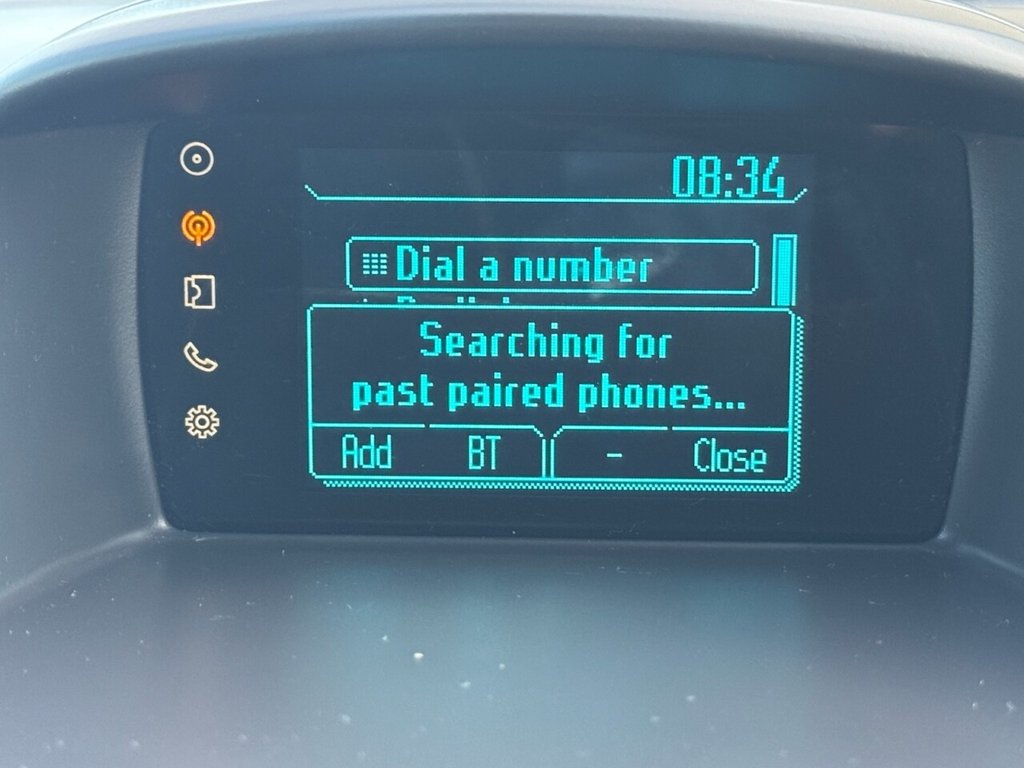 08:34
Dial a number
Searching for
past paired phones...
Add BT - Close